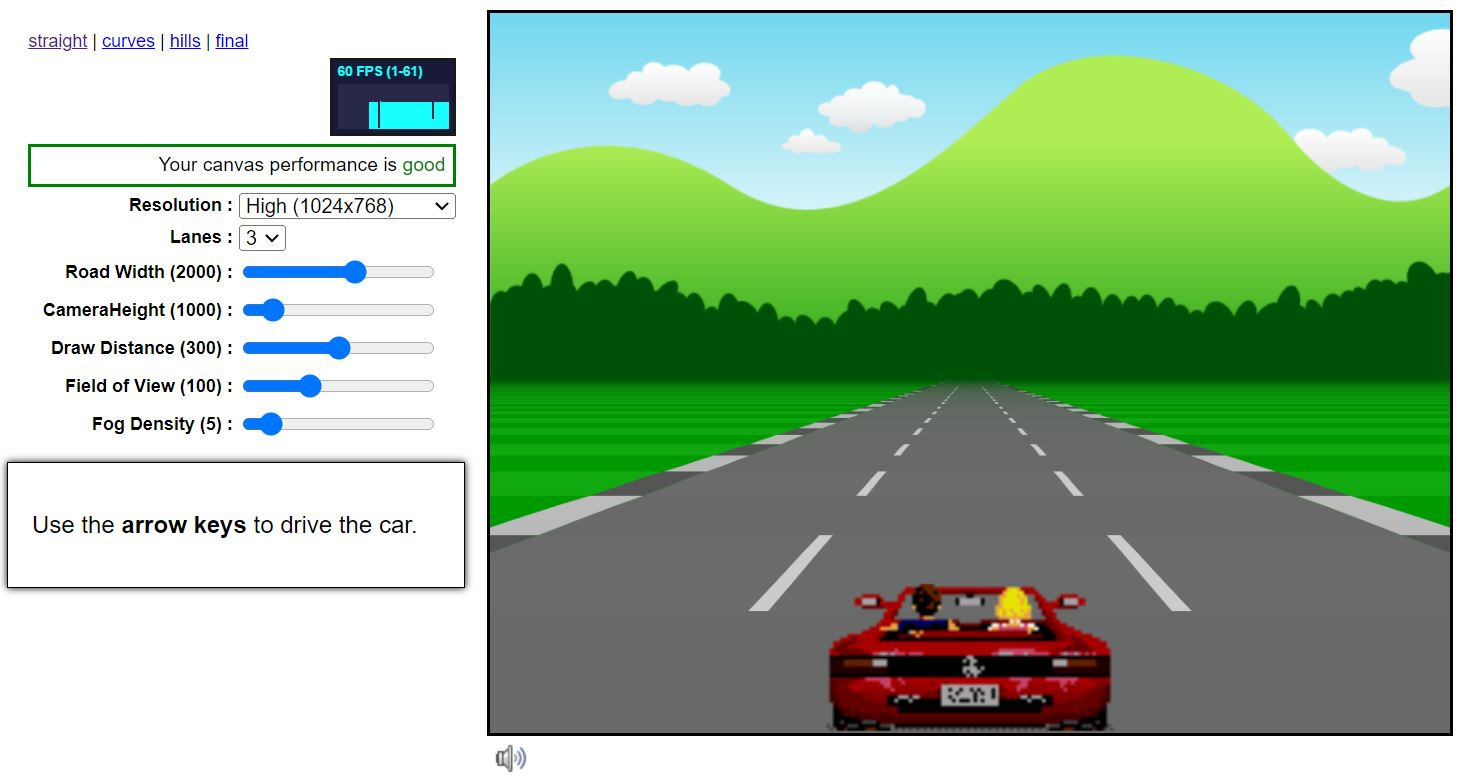 straight | curves | hills | final
60 FPS (1-61)
Your canvas performance is good
Resolution : High (1024x768)
Lanes : 3
Road Width (2000) :
CameraHeight (1000) :
Draw Distance (300) :
Field of View (100) :
Fog Density (5) :
Use the arrow keys to drive the car.